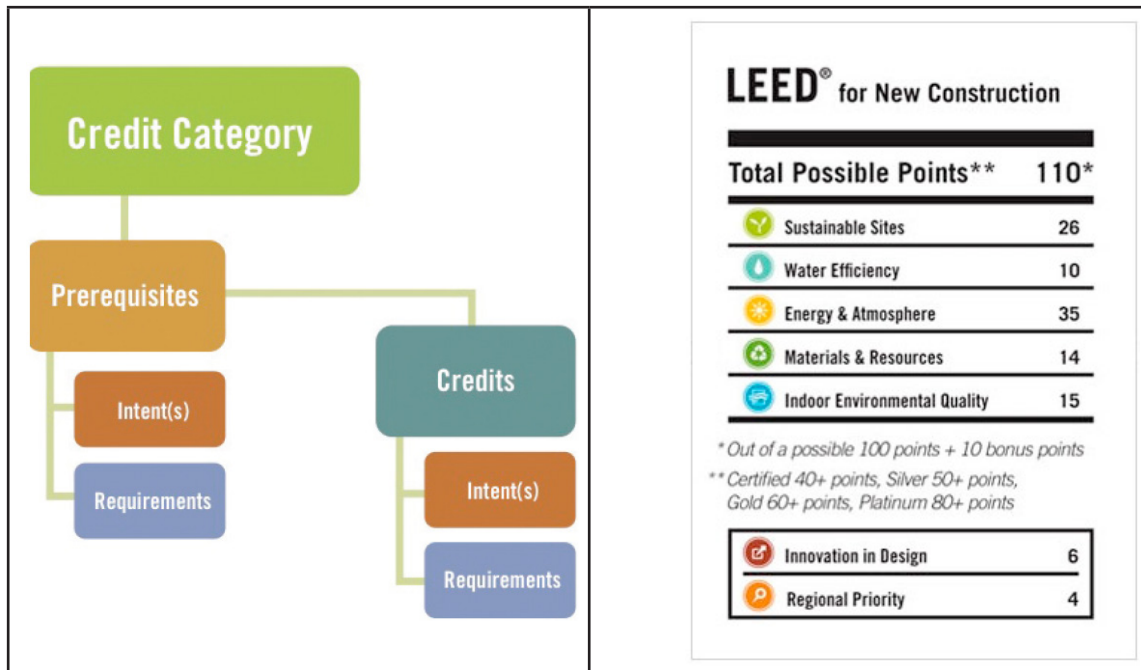 Credit Category
Prerequisites
Intent(s)
Requirements
Credits
Intent(s)
Requirements
LEED® for New Construction
Total Possible Points** 110*
Sustainable Sites 26
Water Efficiency 10
Energy & Atmosphere 35
Materials & Resources 14
Indoor Environmental Quality 15
*Out of a possible 100 points + 10 bonus points
**Certified 40+ points, Silver 50+ points,
Gold 60+ points, Platinum 80+ points
Innovation in Design 6
Regional Priority 4